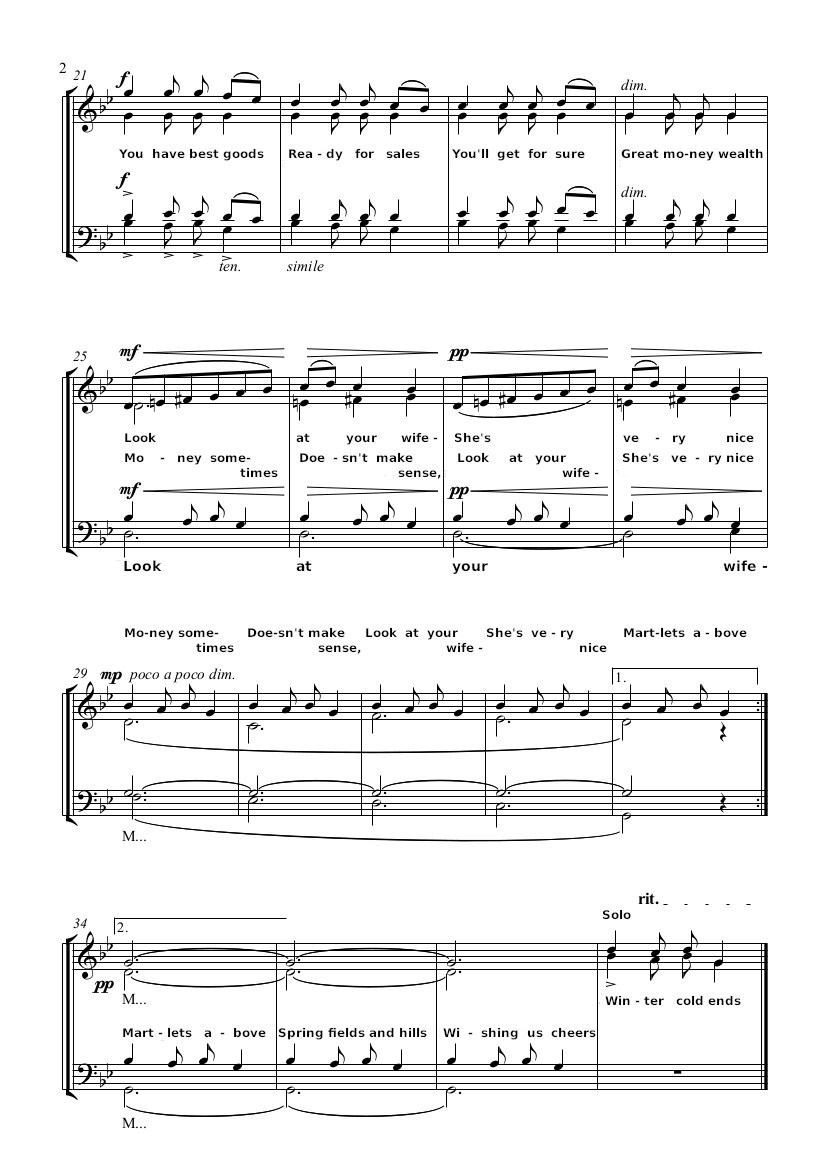 2
21
f
dim.
You have best goods Rea - dy for sales You'll get for sure Great mo-ney wealth
f
dim.
ten. simile
25
mf pp
Look at your wife - She's ve - ry nice
Mo - ney some- Doe - sn't make Look at your She's ve - ry nice
times sense, wife -
mf pp
Look at your wife -
Mo-ney some- Doe-sn't make Look at your She's ve - ry Mart-lets a - bove
times sense, wife - nice
29 mp poco a poco dim. 1.
M...
rit. _ _ _ _ _
Solo
34
2.
pp
M...
Win - ter cold ends
Mart - lets a - bove Spring fields and hills Wi - shing us cheers
M...